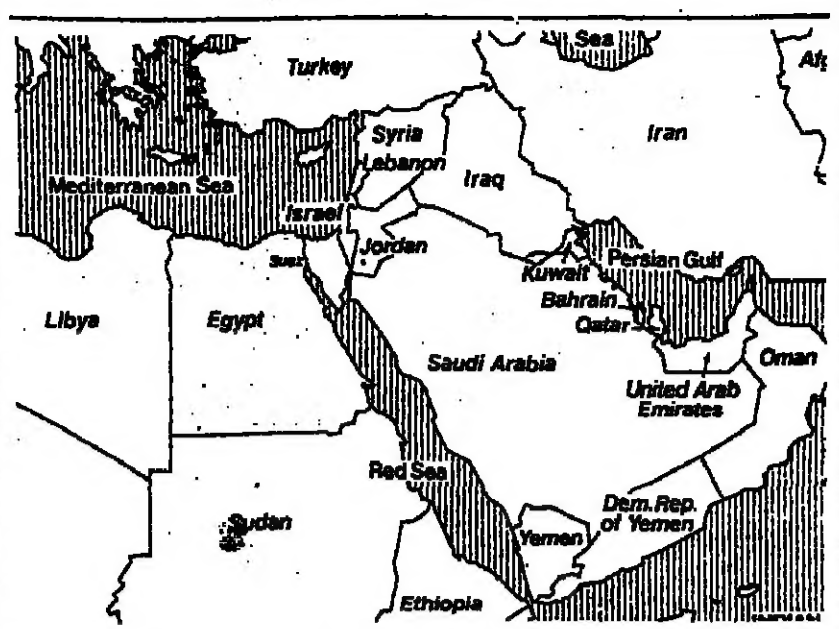 Sea
Turkey
Syria
Lebanon
Iraq
Iran
Mediterranean Sea
Israel
Jordan
Suez
Kuwait
Persian Gulf
Bahrain
Qatar
Libya
Egypt
Saudi Arabia
Oman
United Arab
Emirates
Red Sea
Sudan
Yemen
Dem. Rep.
of Yemen
Ethiopia